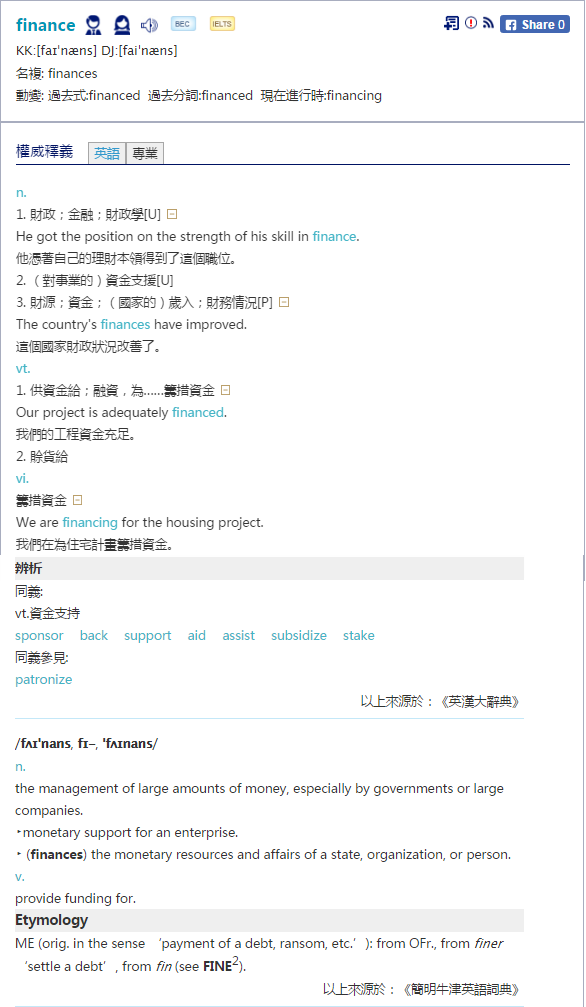 finance BEC IELTS Share 0
KK:[faɪ'næns] DJ:[fai'næns]
名複: finances
動變: 過去式:financed 過去分詞:financed 現在進行時:financing
權威釋義 英語 專業
n.
1. 財政；金融；財政學[U]
He got the position on the strength of his skill in finance.
他憑著自己的理財本領得到了這個職位。
2. （對事業的）資金支援[U]
3. 財源；資金；（國家的）歲入；財務情況[P]
The country's finances have improved.
這個國家財政狀況改善了。
vt.
1. 供資金給；融資，為......籌措資金
Our project is adequately financed.
我們的工程資金充足。
2. 賒貨給
vi.
籌措資金
We are financing for the housing project.
我們在為住宅計畫籌措資金。
辨析
同義:
vt.資金支持
sponsor back support aid assist subsidize stake
同義參見:
patronize
以上來源於：《英漢大辭典》
/fʌɪ'nans, fɪ–, 'fʌɪnans/
n.
the management of large amounts of money, especially by governments or large
companies.
‣monetary support for an enterprise.
‣ (finances) the monetary resources and affairs of a state, organization, or person.
v.
provide funding for.
Etymology
ME (orig. in the sense ‘payment of a debt, ransom, etc.’): from OFr., from finer
‘settle a debt’, from fin (see FINE²).
以上來源於：《簡明牛津英語詞典》